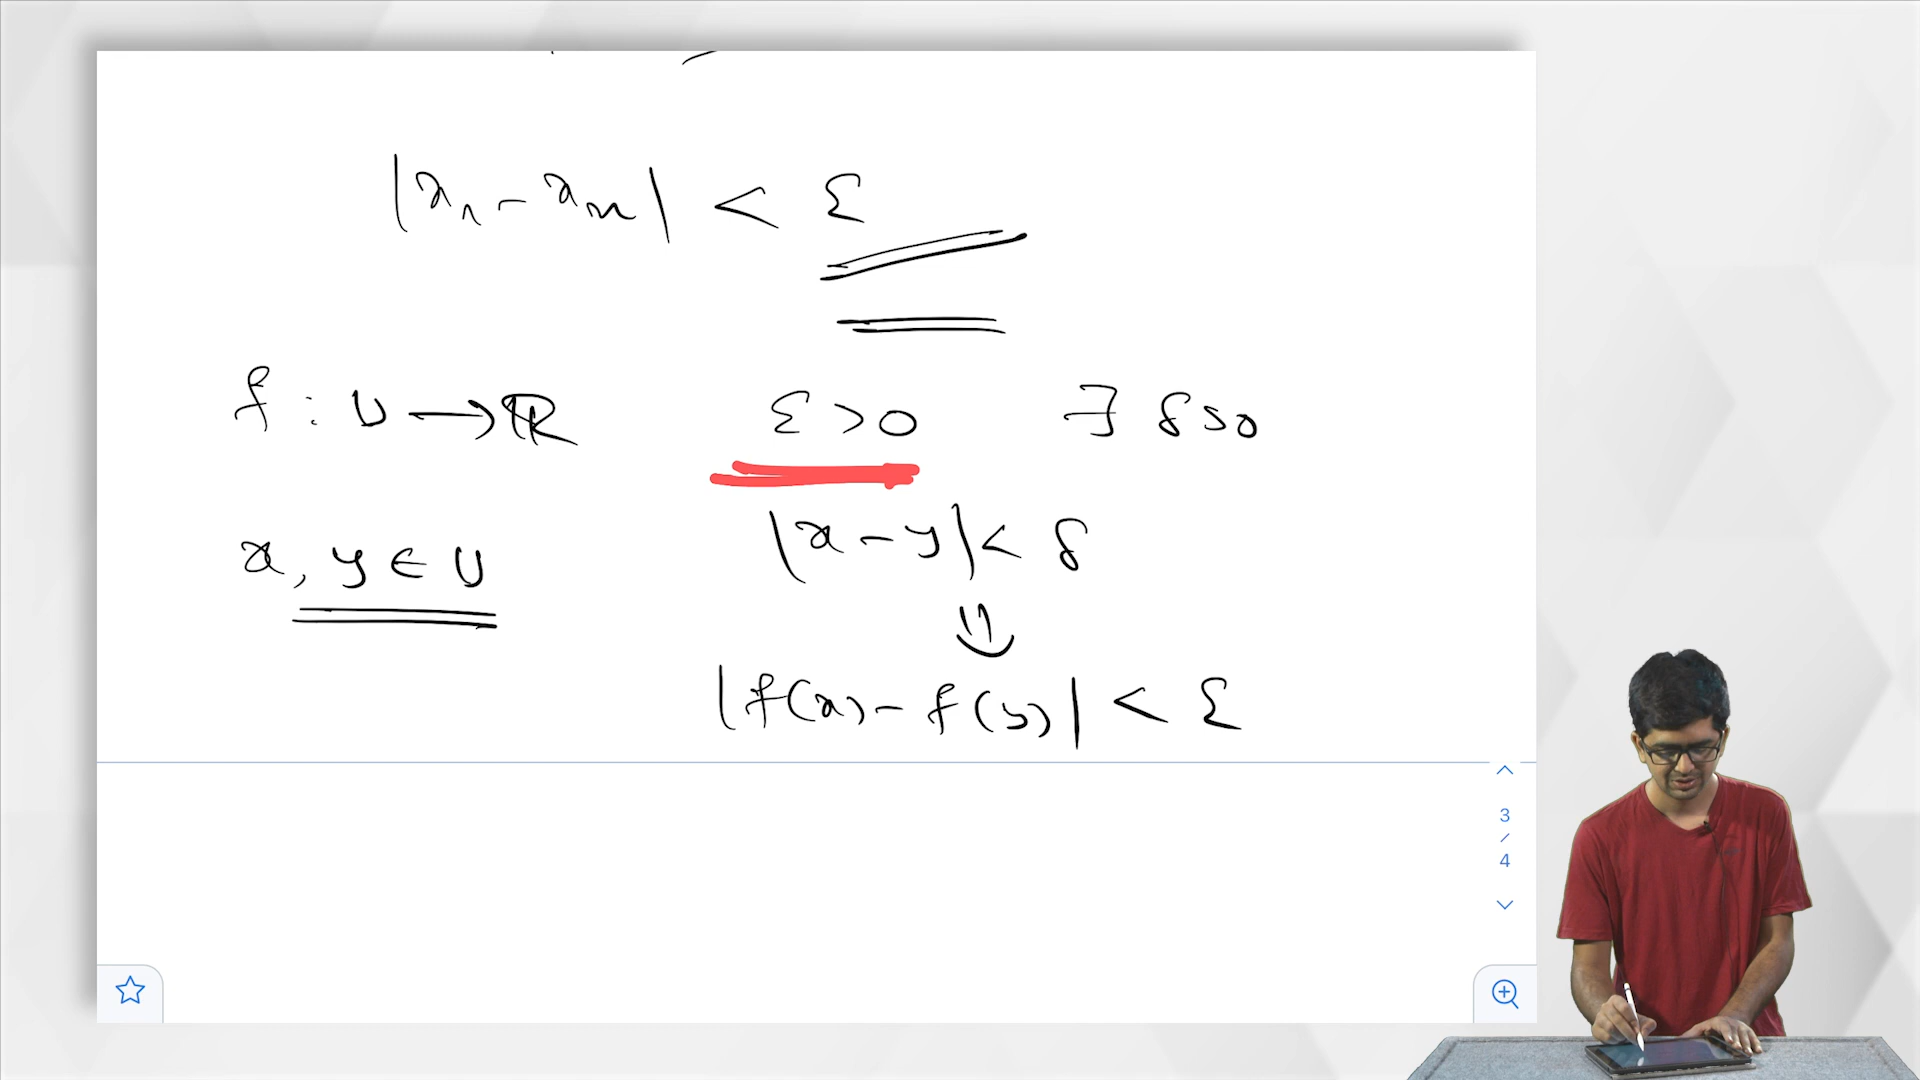 |xₙ - xₘ| < ε
f : U → ℝ ε > 0 ∃ δ > 0
x, y ∈ U |x - y| < δ
⇓
|f(x) - f(y)| < ε
3
/
4